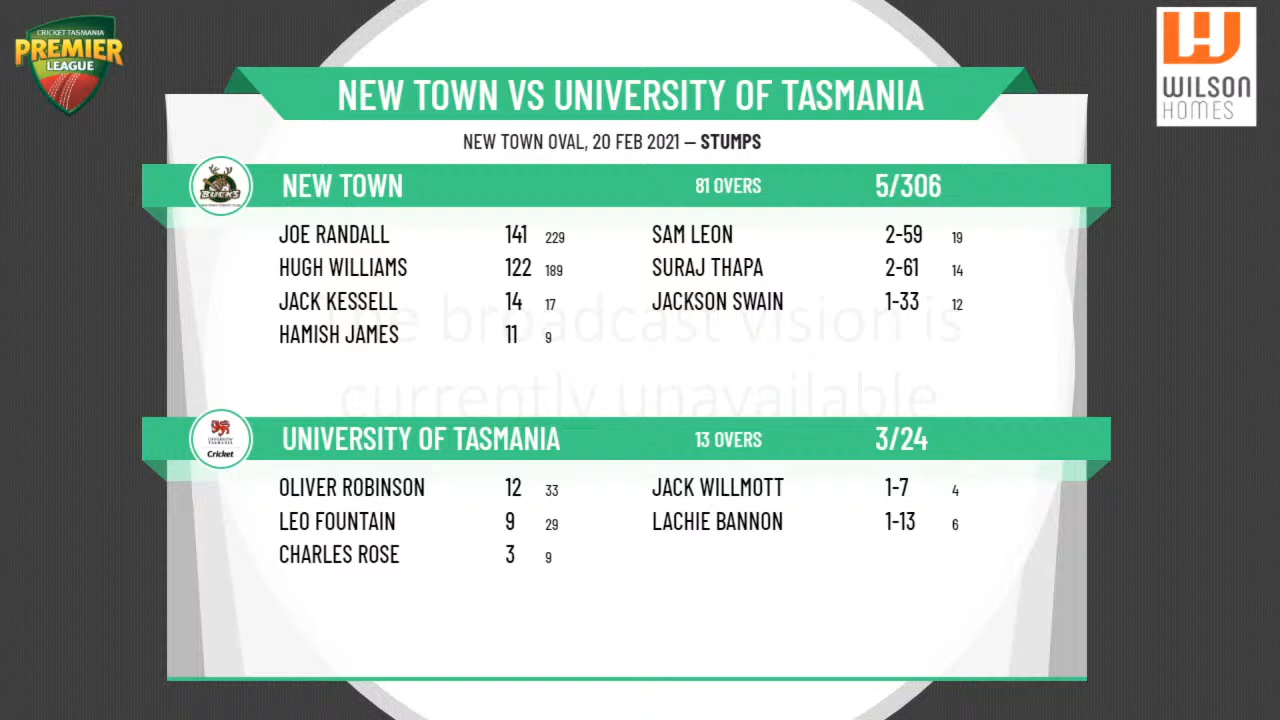 CRICKET TASMANIA
PREMIER
LEAGUE
WILSON
HOMES
NEW TOWN VS UNIVERSITY OF TASMANIA
NEW TOWN OVAL, 20 FEB 2021 – STUMPS
BUCKS
NEW TOWN 81 OVERS 5/306
JOE RANDALL 141 229 SAM LEON 2-59 19
HUGH WILLIAMS 122 189 SURAJ THAPA 2-61 14
JACK KESSELL 14 17 JACKSON SWAIN 1-33 12
HAMISH JAMES 11 9
broadcast vision is
currently unavailable
UNIVERSITY OF TASMANIA 13 OVERS 3/24
Cricket
OLIVER ROBINSON 12 33 JACK WILLMOTT 1-7 4
LEO FOUNTAIN 9 29 LACHIE BANNON 1-13 6
CHARLES ROSE 3 9